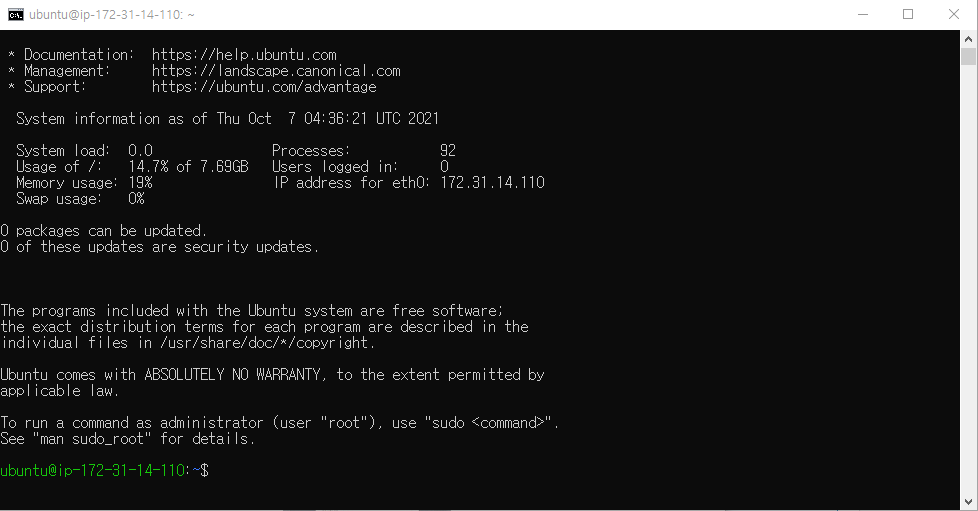 ubuntu@ip-172-31-14-110: ~
* Documentation:  https://help.ubuntu.com
* Management:     https://landscape.canonical.com
* Support:        https://ubuntu.com/advantage
System information as of Thu Oct  7 04:36:21 UTC 2021
System load:  0.0               Processes:           92
Usage of /:   14.7% of 7.69GB   Users logged in:     0
Memory usage: 19%               IP address for eth0: 172.31.14.110
Swap usage:   0%
0 packages can be updated.
0 of these updates are security updates.
The programs included with the Ubuntu system are free software;
the exact distribution terms for each program are described in the
individual files in /usr/share/doc/*/copyright.
Ubuntu comes with ABSOLUTELY NO WARRANTY, to the extent permitted by
applicable law.
To run a command as administrator (user "root"), use "sudo <command>".
See "man sudo_root" for details.
ubuntu@ip-172-31-14-110:~$